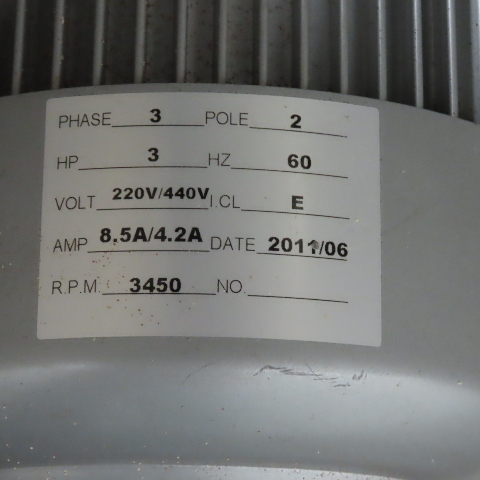 PHASE 3 POLE 2
HP 3 HZ 60
VOLT 220V/440V I.CL E
AMP 8.5A/4.2A DATE 2011/06
R.P.M. 3450 NO.